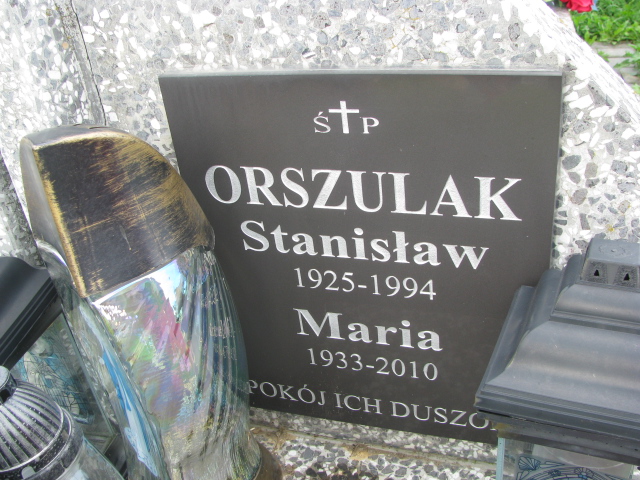 Ś✝P
ORSZULAK
Stanisław
1925-1994
Maria
1933-2010
POKÓJ ICH DUSZO